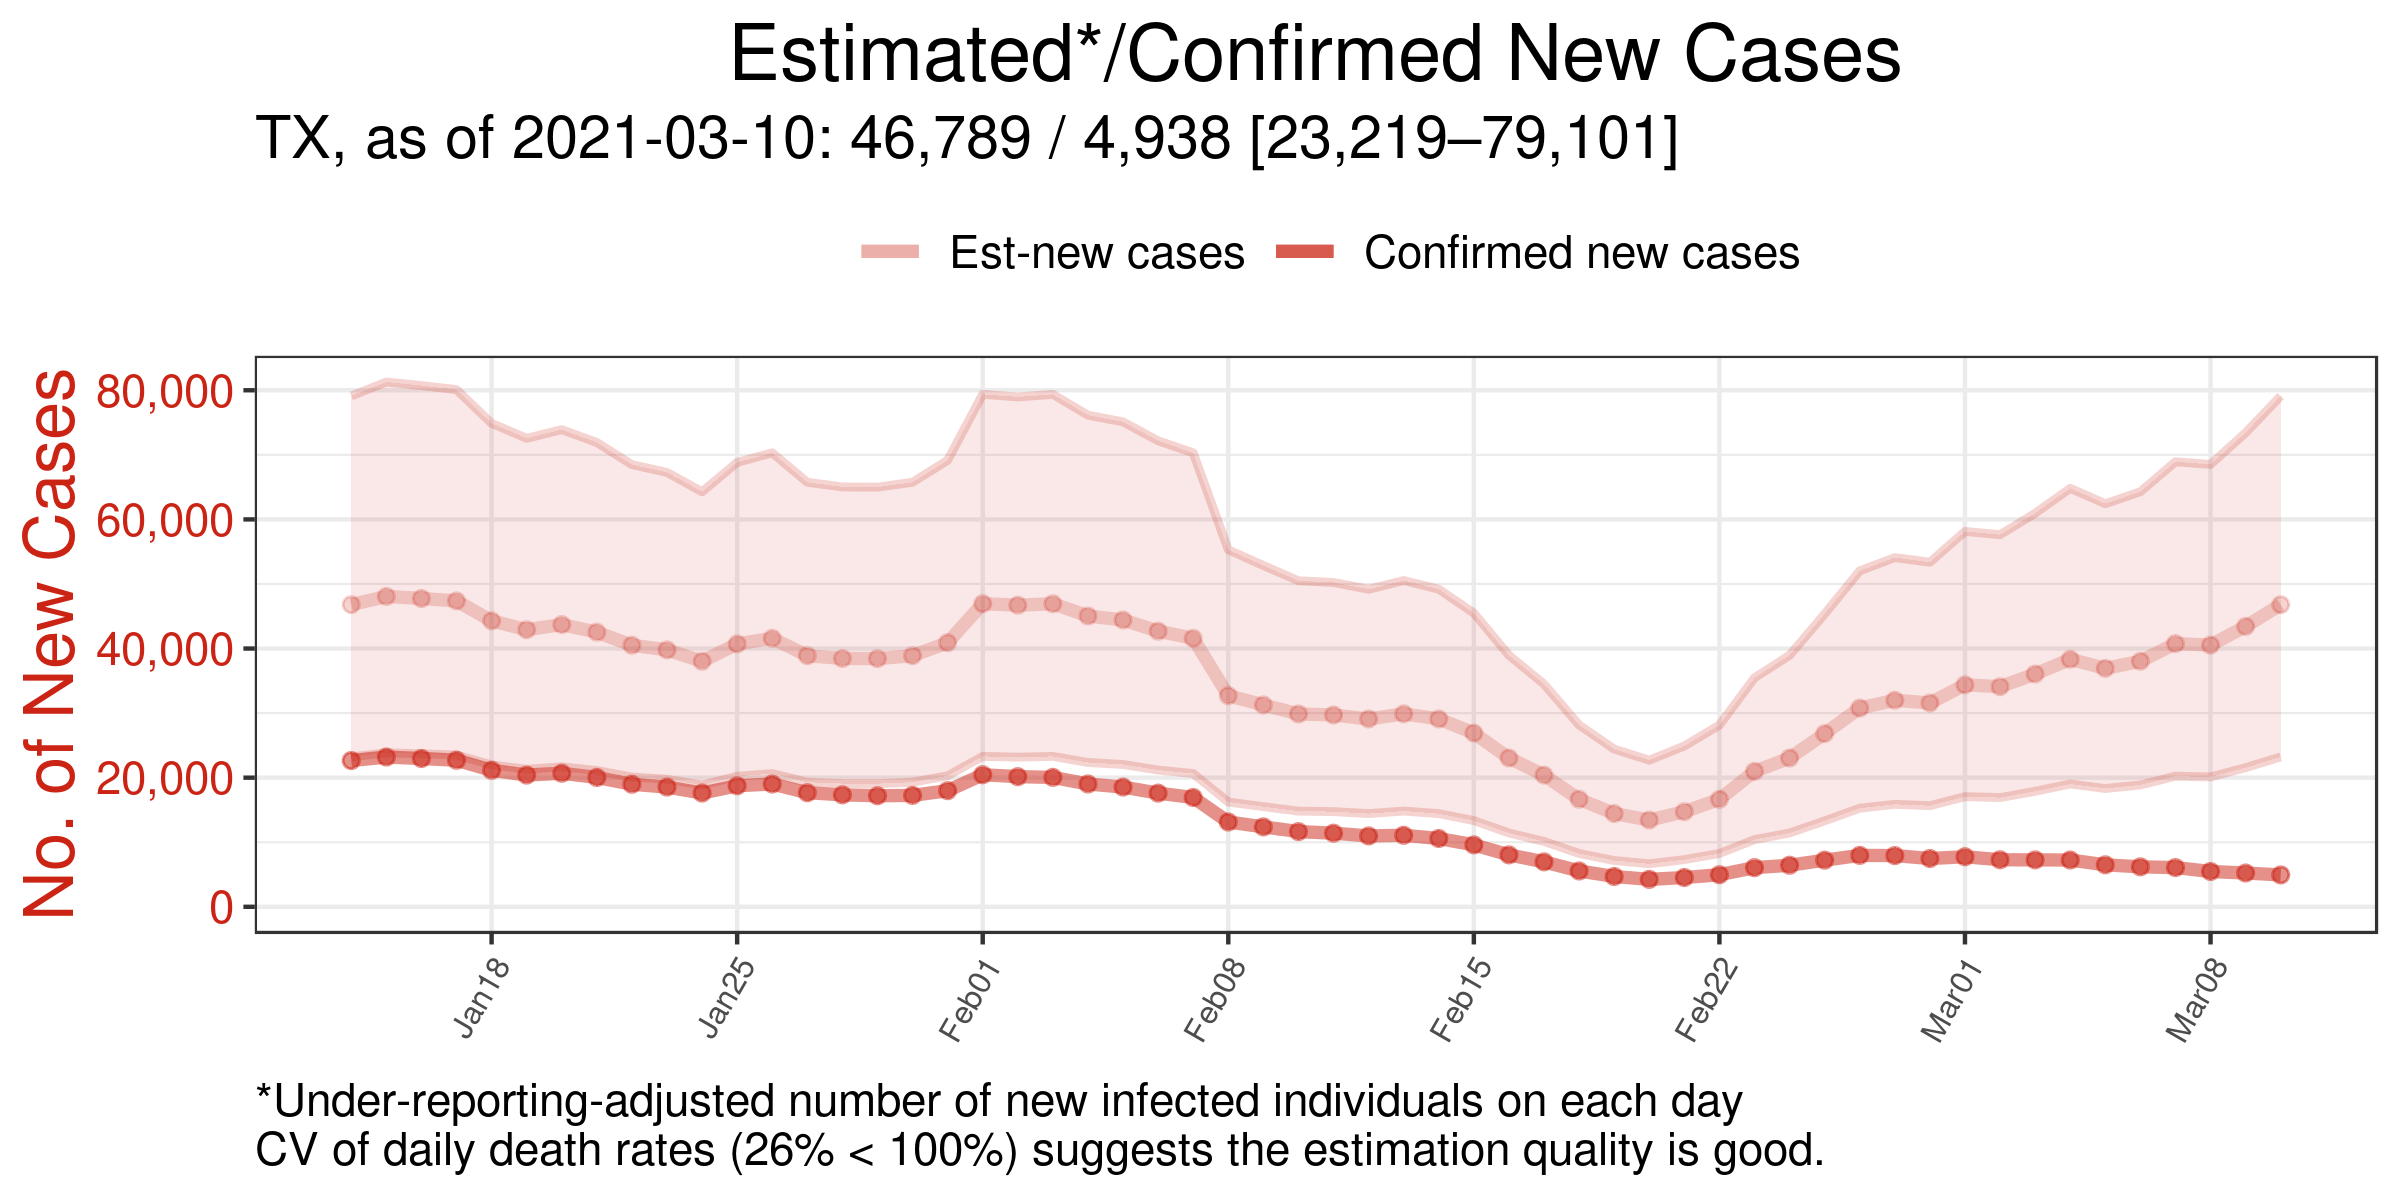 Estimated*/Confirmed New Cases
TX, as of 2021-03-10: 46,789 / 4,938 [23,219–79,101]
Est-new cases Confirmed new cases
No. of New Cases
80,000
60,000
40,000
20,000
0
Jan18 Jan25 Feb01 Feb08 Feb15 Feb22 Mar01 Mar08
*Under-reporting-adjusted number of new infected individuals on each day
CV of daily death rates (26% < 100%) suggests the estimation quality is good.